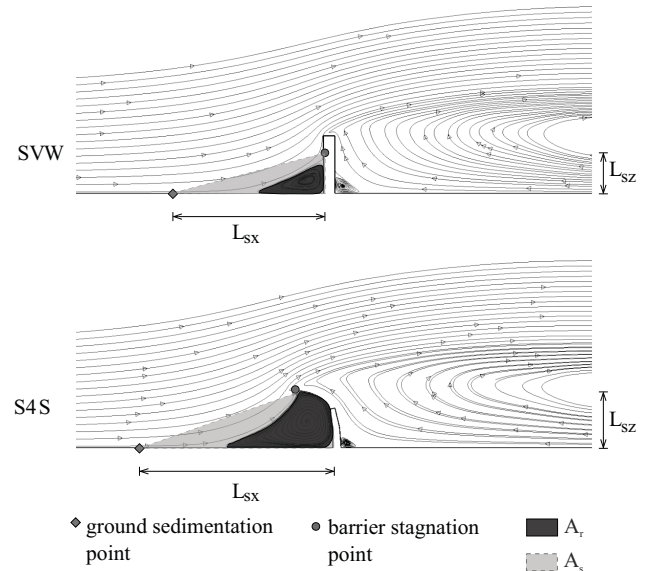 SVW
L_sz
L_sx
S4S
L_sz
L_sx
ground sedimentation
point
barrier stagnation
point
A_r
A_s